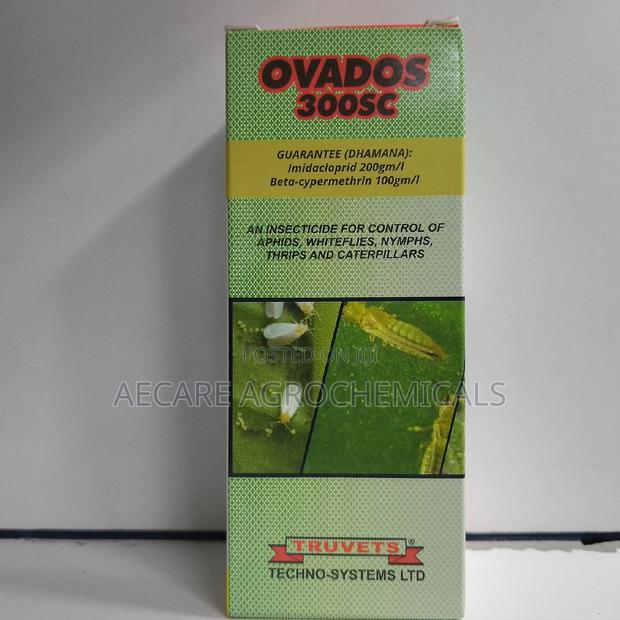 OVADOS
300SC
GUARANTEE (DHAMANA):
Imidacloprid 200gm/l
Beta-cypermethrin 100gm/l
AN INSECTICIDE FOR CONTROL OF
APHIDS, WHITEFLIES, NYMPHS,
THRIPS AND CATERPILLARS
POSTED ON JIJI
AECARE AGROCHEMICALS
TRUVETS®
TECHNO-SYSTEMS LTD